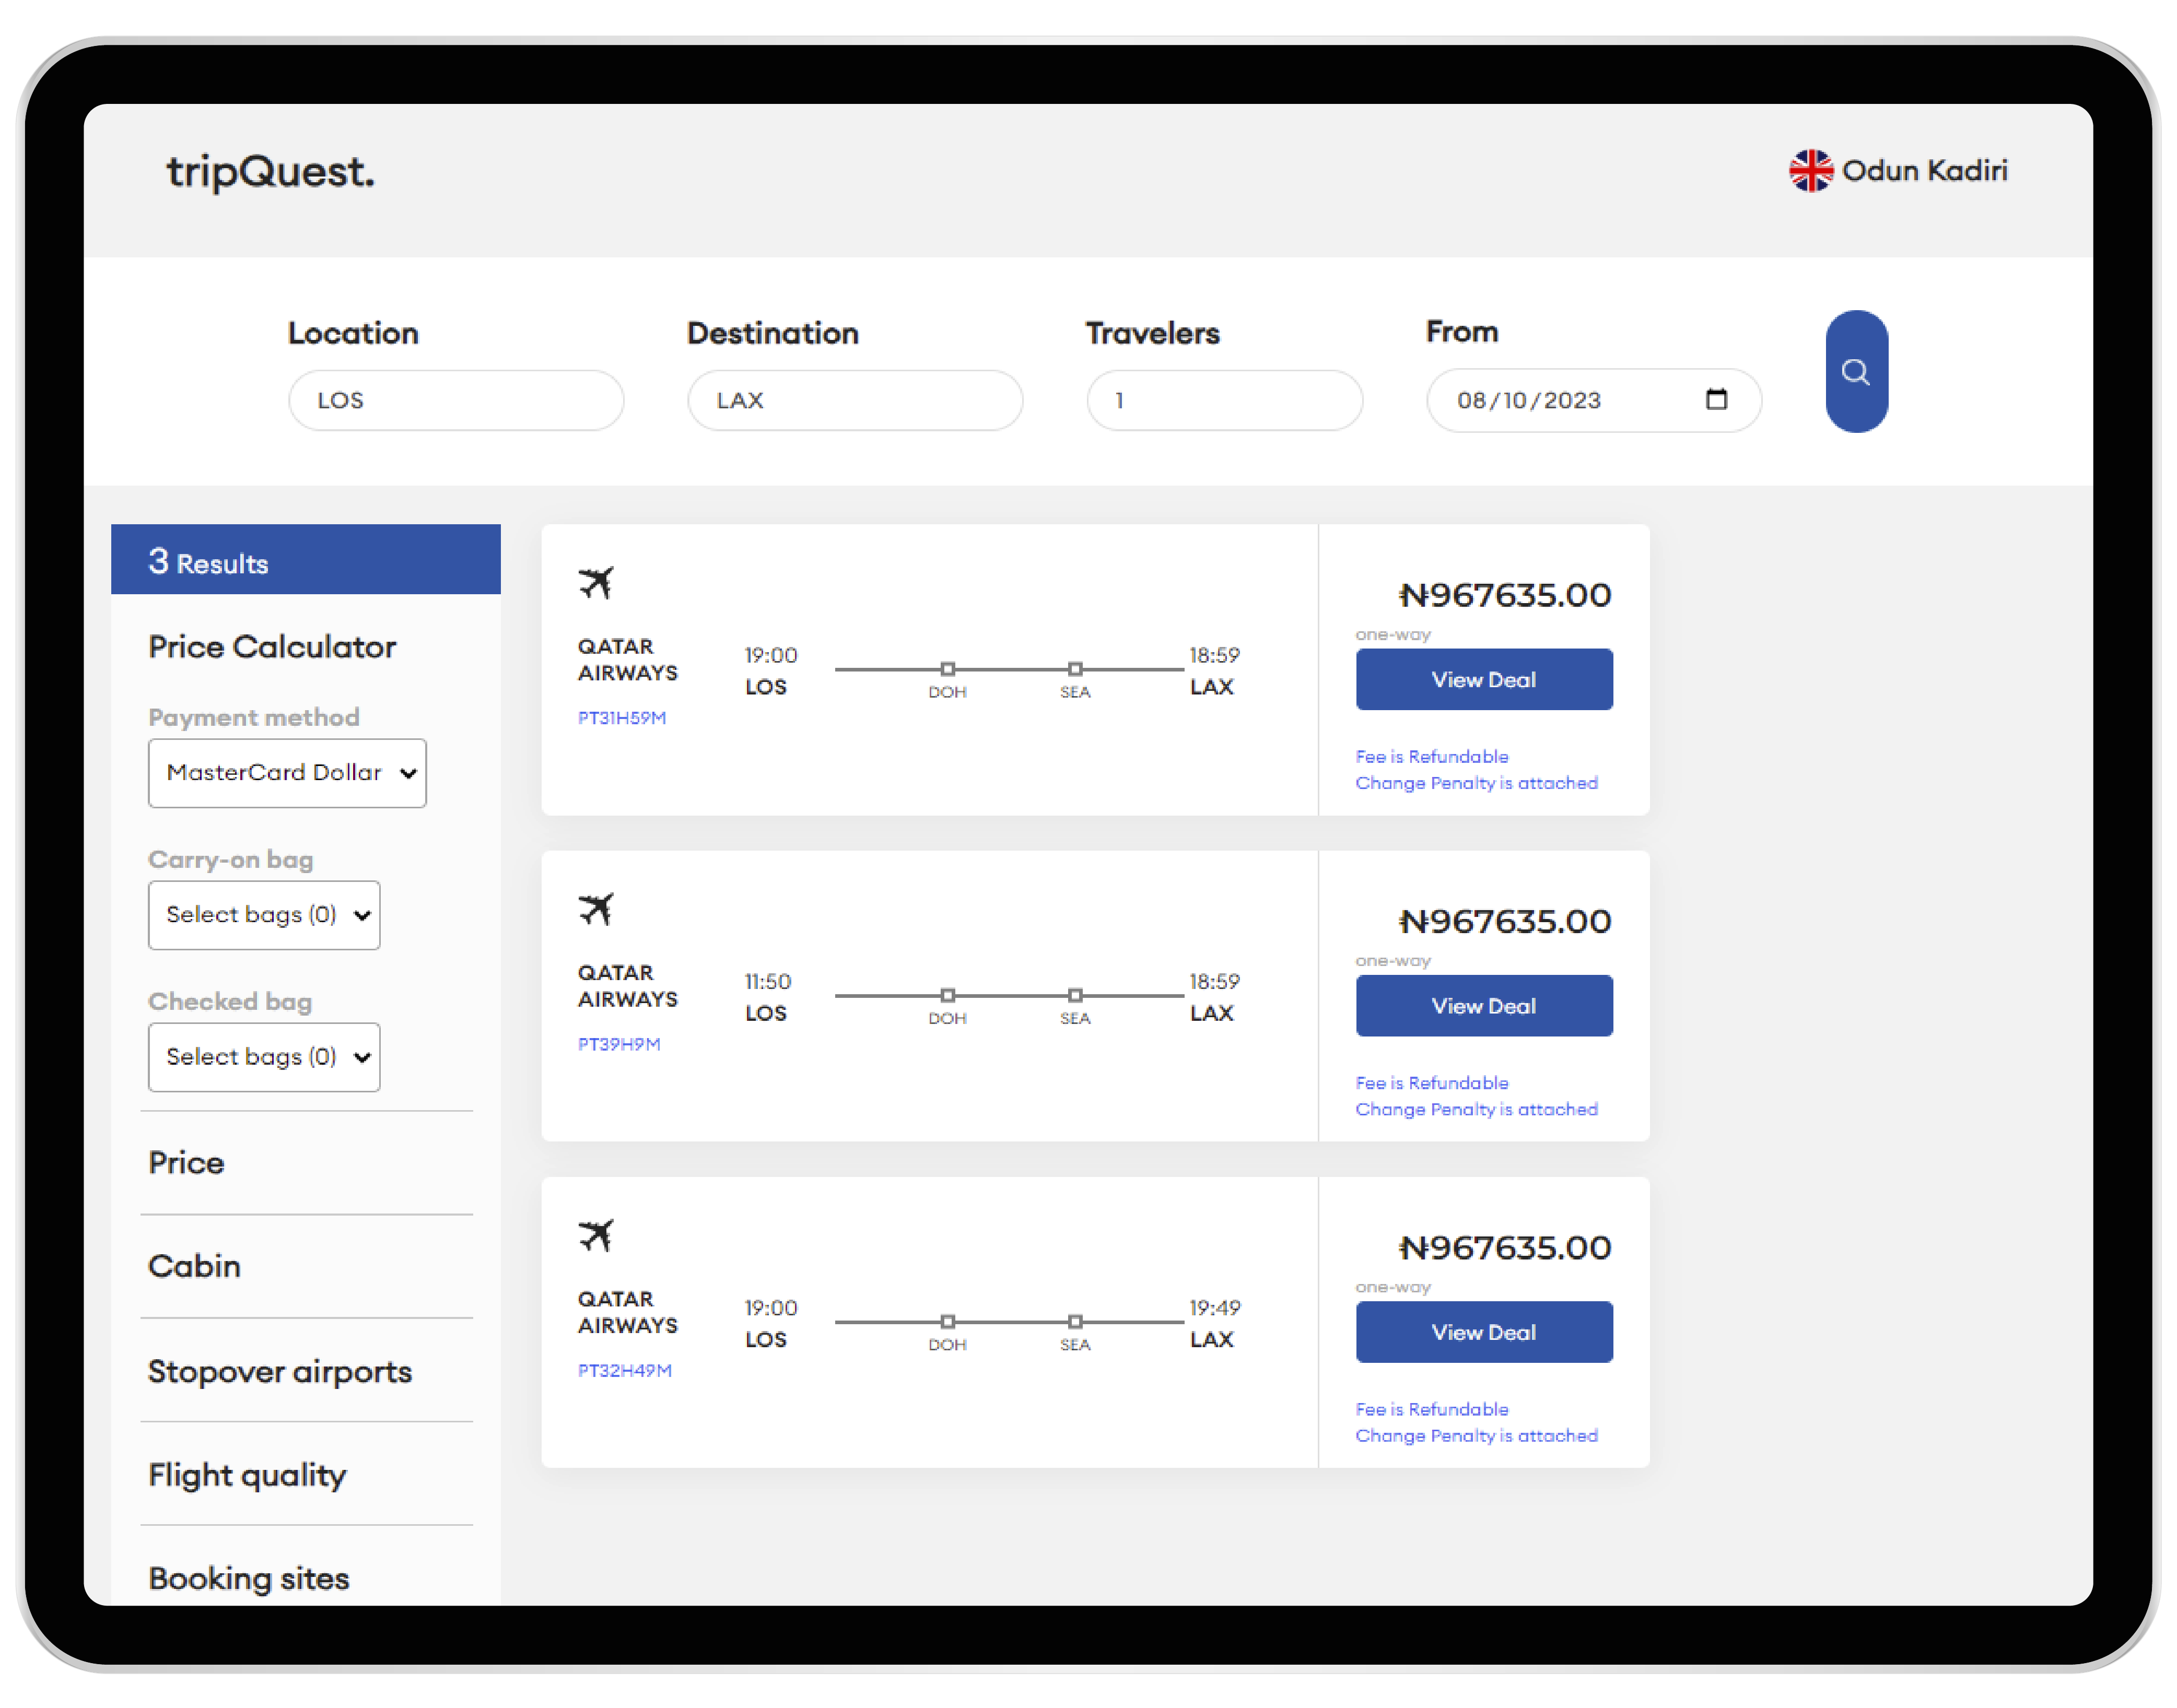 tripQuest.
Odun Kadiri
Location
Destination
Travelers
From
LOS
LAX
1
08/10/2023
3 Results
Price Calculator
Payment method
MasterCard Dollar
Carry-on bag
Select bags (0)
Checked bag
Select bags (0)
Price
Cabin
Stopover airports
Flight quality
Booking sites
QATAR
AIRWAYS
PT31H59M
19:00
LOS
DOH
SEA
18:59
LAX
₦967635.00
one-way
View Deal
Fee is Refundable
Change Penalty is attached
QATAR
AIRWAYS
PT39H9M
11:50
LOS
DOH
SEA
18:59
LAX
₦967635.00
one-way
View Deal
Fee is Refundable
Change Penalty is attached
QATAR
AIRWAYS
PT32H49M
19:00
LOS
DOH
SEA
19:49
LAX
₦967635.00
one-way
View Deal
Fee is Refundable
Change Penalty is attached